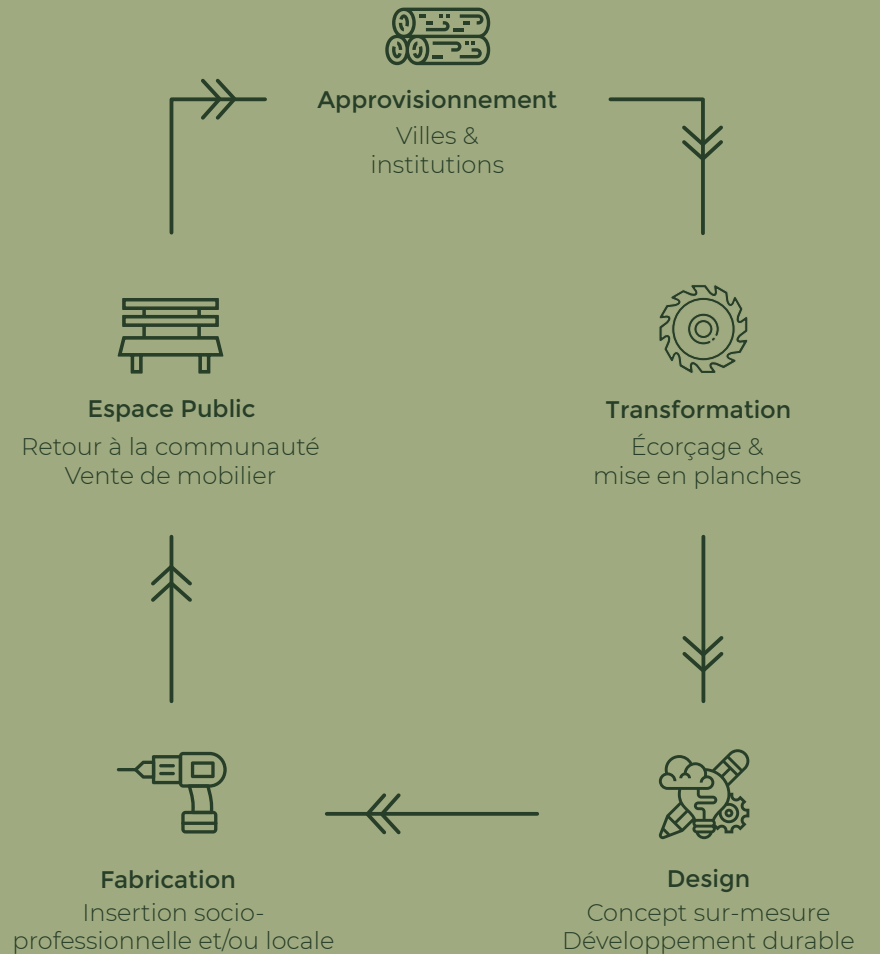 Approvisionnement
Villes &
institutions
Espace Public
Retour à la communauté
Vente de mobilier
Transformation
Écorçage &
mise en planches
Fabrication
Insertion socio-
professionnelle et/ou locale
Design
Concept sur-mesure
Développement durable